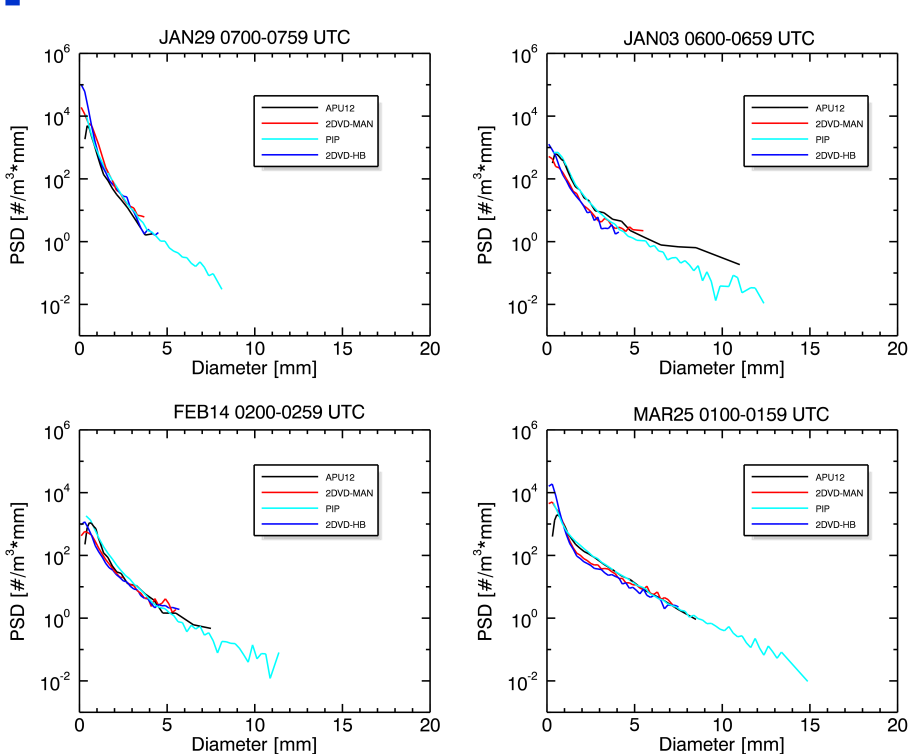 JAN29 0700-0759 UTC
10^6
10^4
10^2
10^0
10^-2
PSD [#/m^3*mm]
APU12
2DVD-MAN
PIP
2DVD-HB
0 5 10 15 20
Diameter [mm]
JAN03 0600-0659 UTC
10^6
10^4
10^2
10^0
10^-2
PSD [#/m^3*mm]
APU12
2DVD-MAN
PIP
2DVD-HB
0 5 10 15 20
Diameter [mm]
FEB14 0200-0259 UTC
10^6
10^4
10^2
10^0
10^-2
PSD [#/m^3*mm]
APU12
2DVD-MAN
PIP
2DVD-HB
0 5 10 15 20
Diameter [mm]
MAR25 0100-0159 UTC
10^6
10^4
10^2
10^0
10^-2
PSD [#/m^3*mm]
APU12
2DVD-MAN
PIP
2DVD-HB
0 5 10 15 20
Diameter [mm]